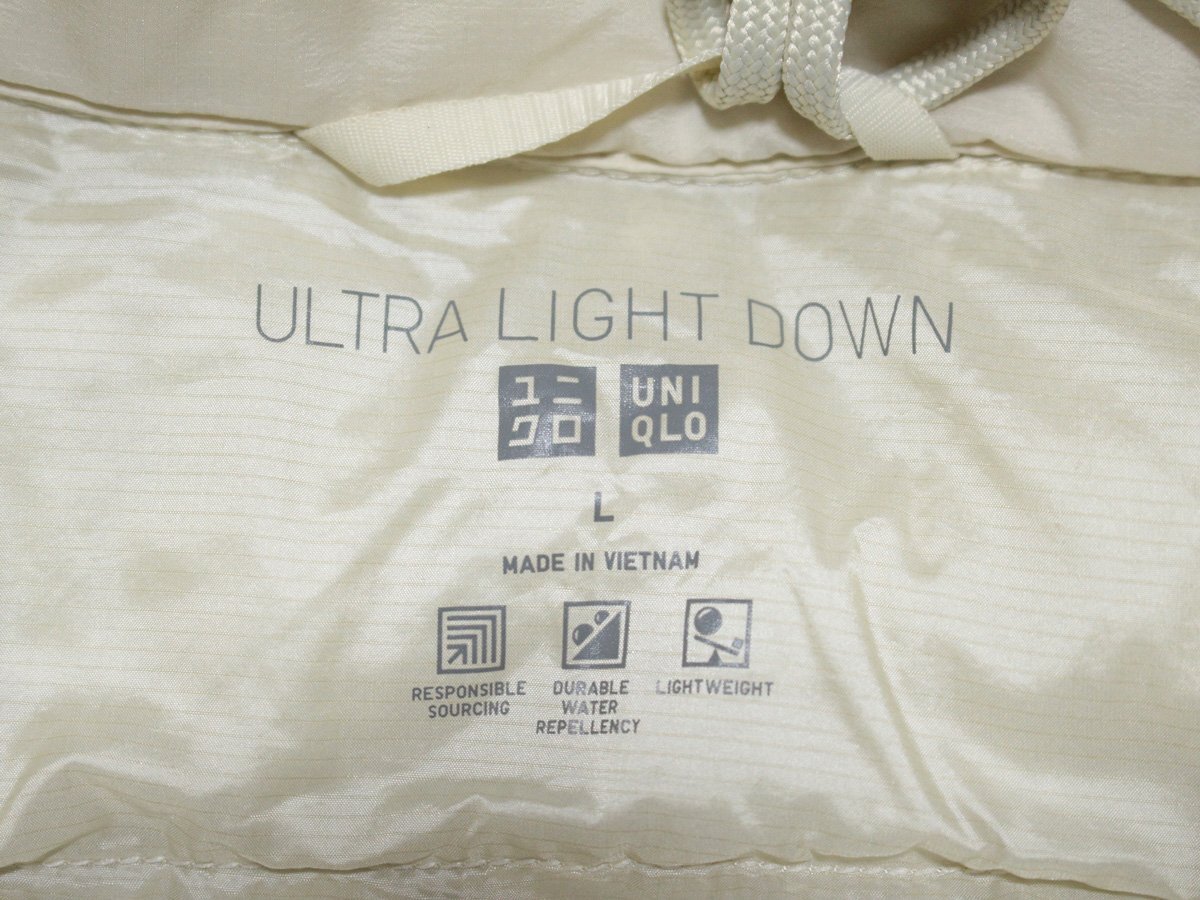 ULTRA LIGHT DOWN
ユニ
クロ
UNI
QLO
L
MADE IN VIETNAM
RESPONSIBLE
SOURCING
DURABLE
WATER
REPELLENCY
LIGHTWEIGHT